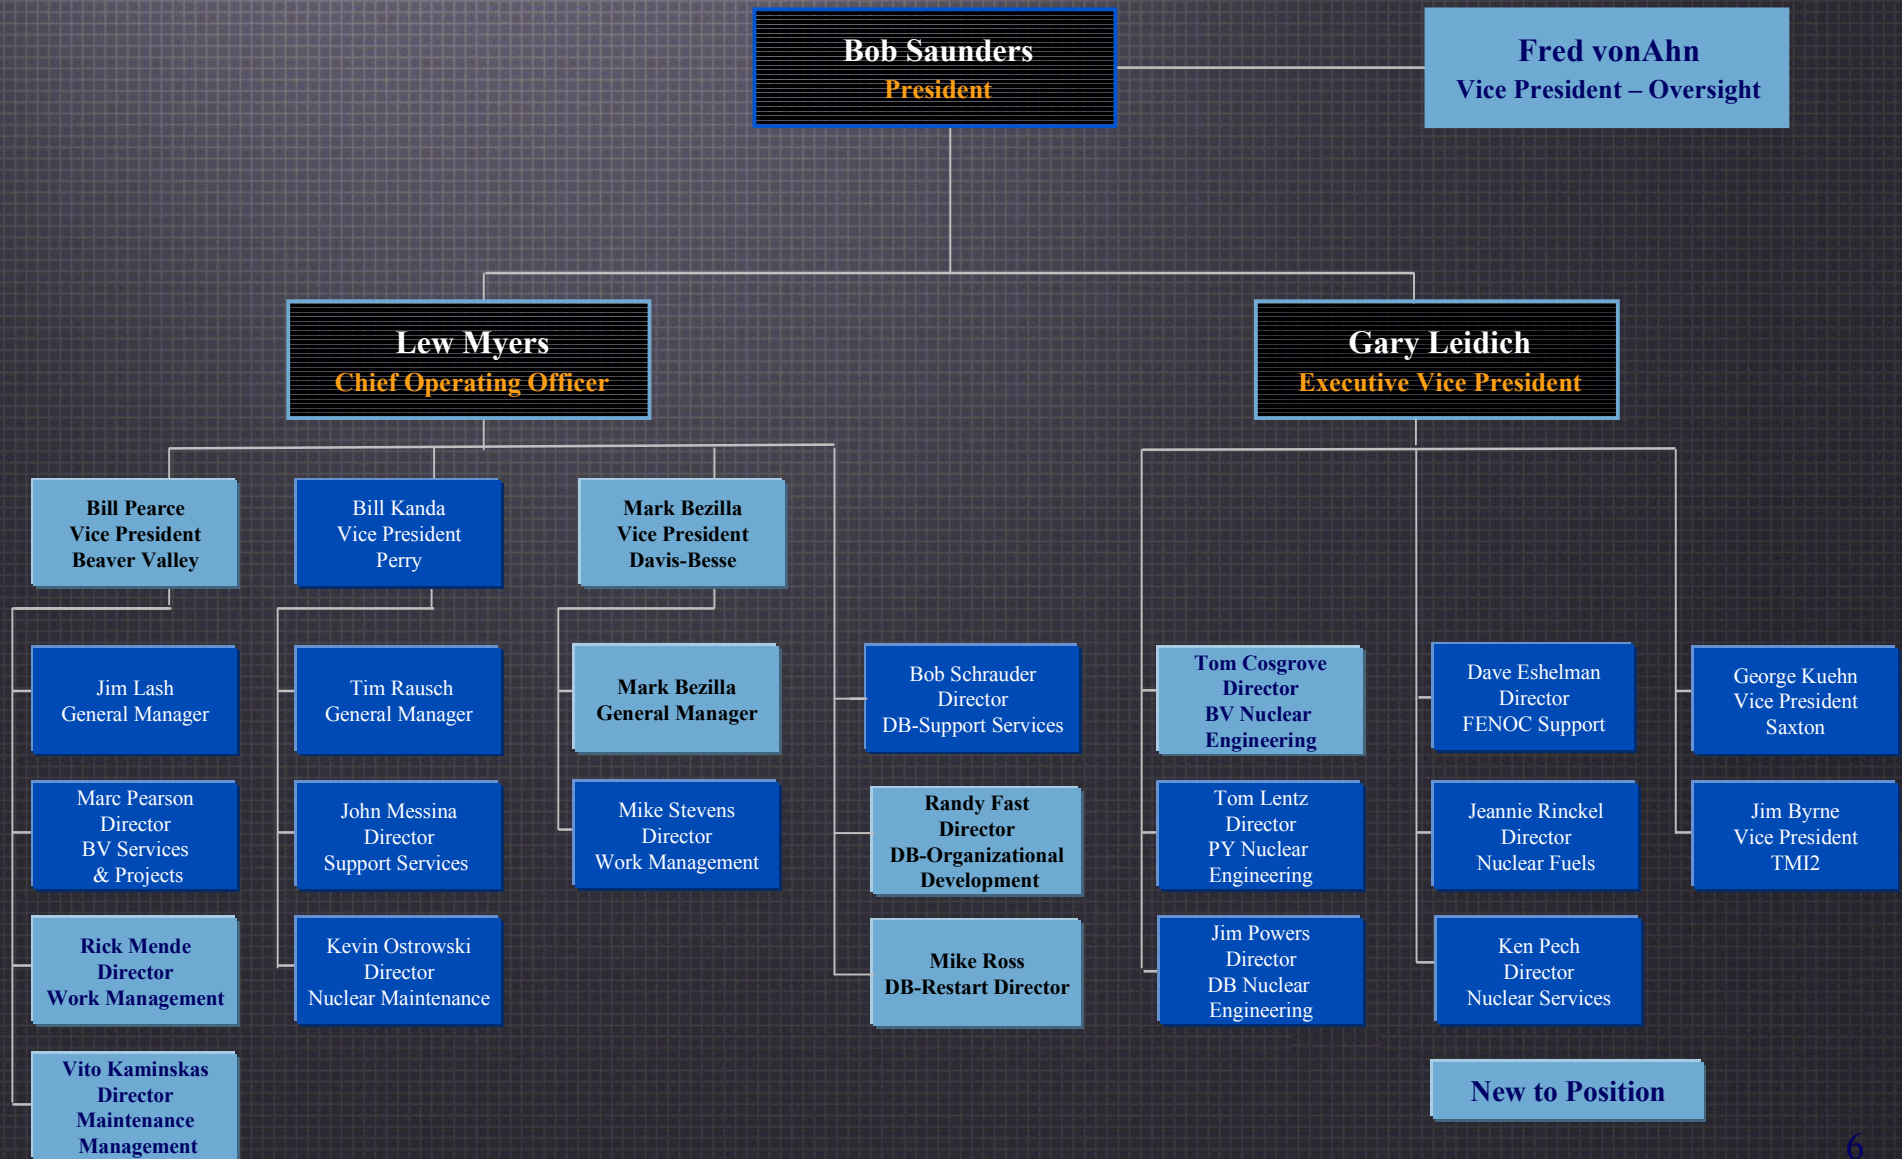 Bob Saunders
President
Fred vonAhn
Vice President – Oversight
Lew Myers
Chief Operating Officer
Gary Leidich
Executive Vice President
Bill Pearce
Vice President
Beaver Valley
Bill Kanda
Vice President
Perry
Mark Bezilla
Vice President
Davis-Besse
Jim Lash
General Manager
Tim Rausch
General Manager
Mark Bezilla
General Manager
Bob Schrauder
Director
DB-Support Services
Tom Cosgrove
Director
BV Nuclear
Engineering
Dave Eshelman
Director
FENOC Support
George Kuehn
Vice President
Saxton
Marc Pearson
Director
BV Services
& Projects
John Messina
Director
Support Services
Mike Stevens
Director
Work Management
Randy Fast
Director
DB-Organizational
Development
Tom Lentz
Director
PY Nuclear
Engineering
Jeannie Rinckel
Director
Nuclear Fuels
Jim Byrne
Vice President
TMI2
Rick Mende
Director
Work Management
Kevin Ostrowski
Director
Nuclear Maintenance
Mike Ross
DB-Restart Director
Jim Powers
Director
DB Nuclear
Engineering
Ken Pech
Director
Nuclear Services
Vito Kaminskas
Director
Maintenance
Management
New to Position
6